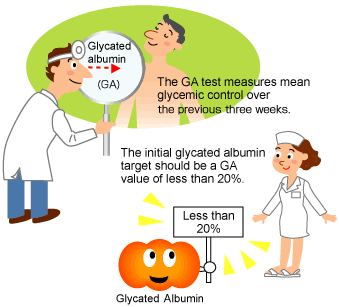 Glycated
albumin
(GA)
The GA test measures mean
glycemic control over
the previous three weeks.
The initial glycated albumin
target should be a GA
value of less than 20%.
Less than
20%
Glycated Albumin